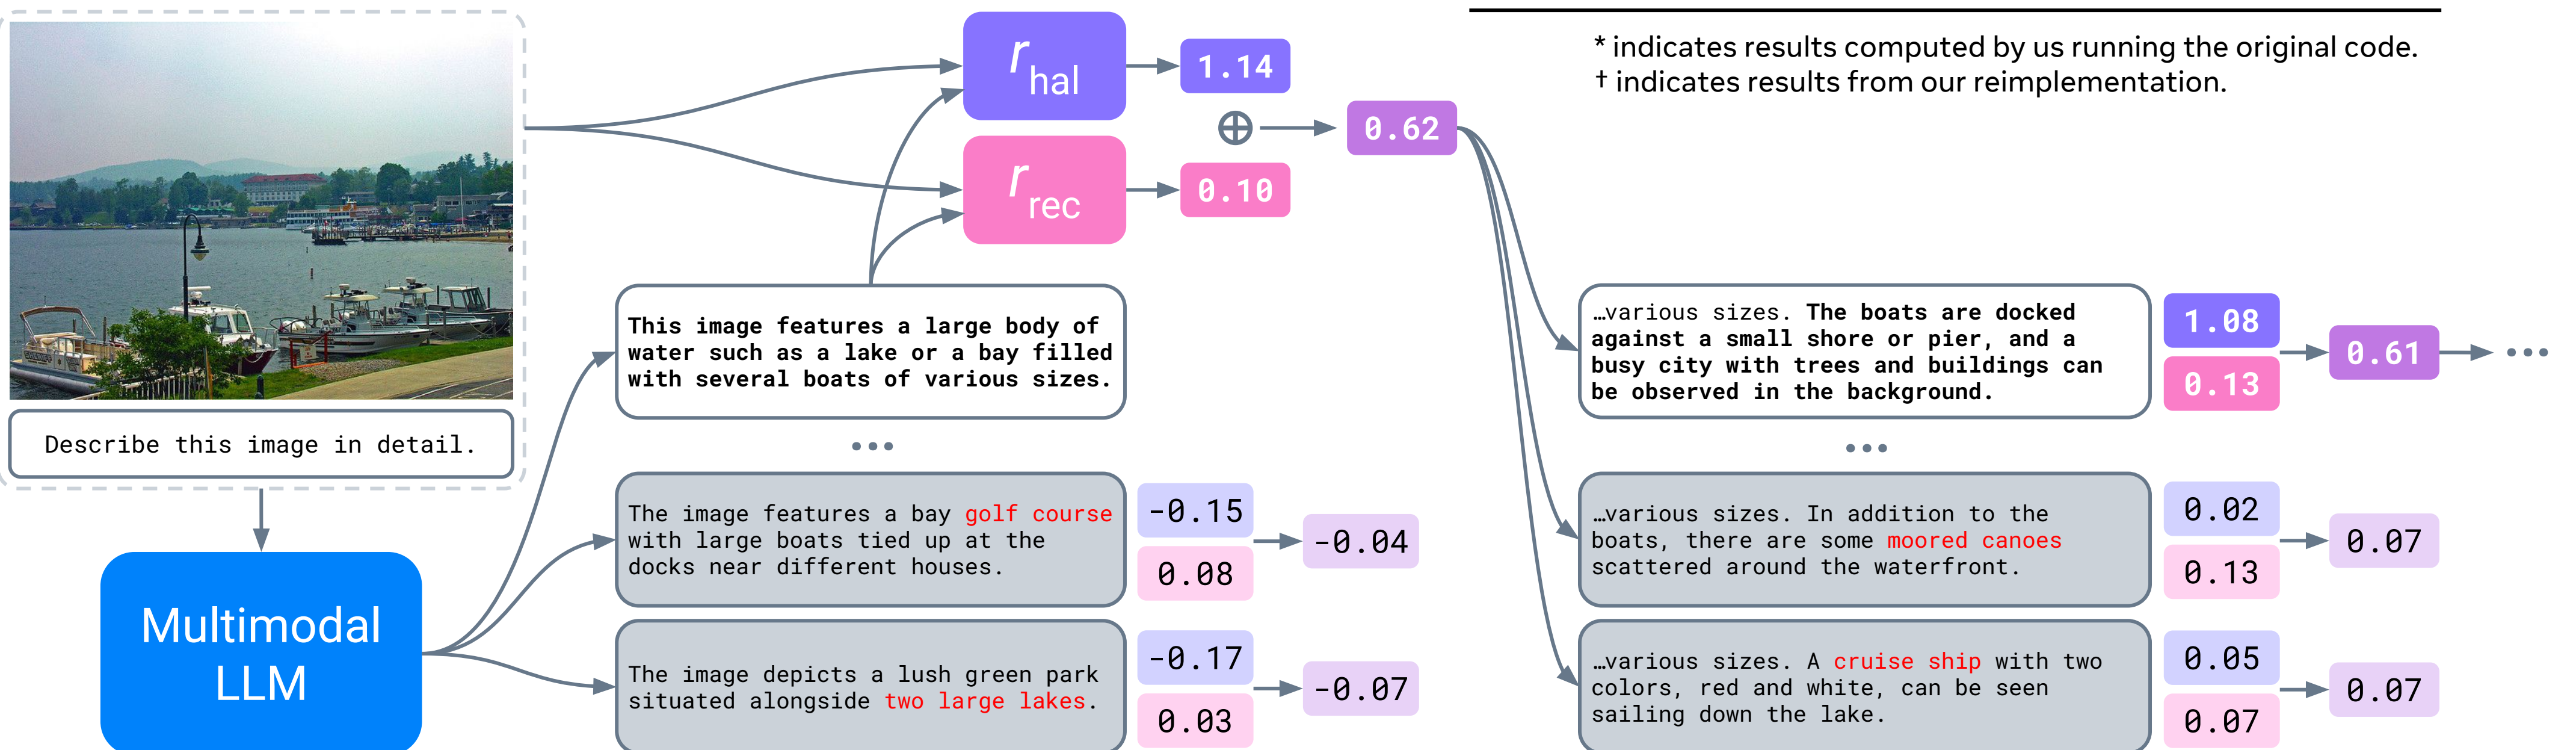 * indicates results computed by us running the original code.
† indicates results from our reimplementation.
r hal
1.14
⊕
0.62
r rec
0.10
This image features a large body of
water such as a lake or a bay filled
with several boats of various sizes.
…
Describe this image in detail.
Multimodal
LLM
The image features a bay golf course
with large boats tied up at the
docks near different houses.
-0.15
0.08
-0.04
The image depicts a lush green park
situated alongside two large lakes.
-0.17
0.03
-0.07
…various sizes. The boats are docked
against a small shore or pier, and a
busy city with trees and buildings can
be observed in the background.
1.08
0.13
0.61
…
…
…various sizes. In addition to the
boats, there are some moored canoes
scattered around the waterfront.
0.02
0.13
0.07
…various sizes. A cruise ship with two
colors, red and white, can be seen
sailing down the lake.
0.05
0.07
0.07